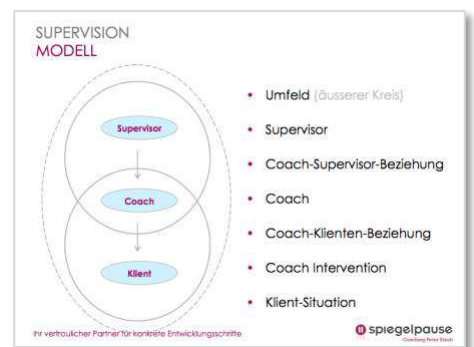 SUPERVISION
MODELL
Supervisor
Coach
Klient
• Umfeld (äusserer Kreis)
• Supervisor
• Coach-Supervisor-Beziehung
• Coach
• Coach-Klienten-Beziehung
• Coach Intervention
• Klient-Situation
Ihr vertraulicher Partner für konkrete Entwicklungsschritte
spiegelpause